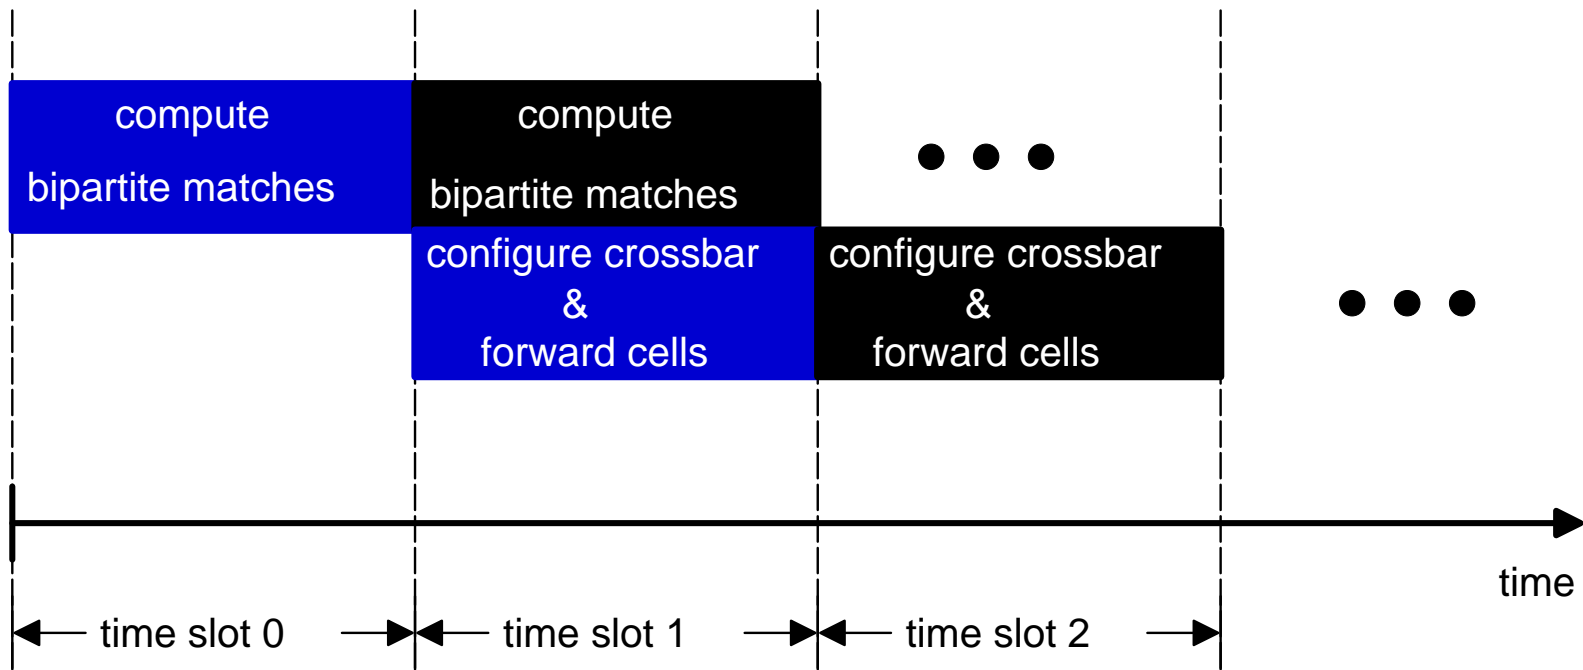 compute
bipartite matches
compute
bipartite matches
configure crossbar
&
forward cells
configure crossbar
&
forward cells
time
time slot 0
time slot 1
time slot 2